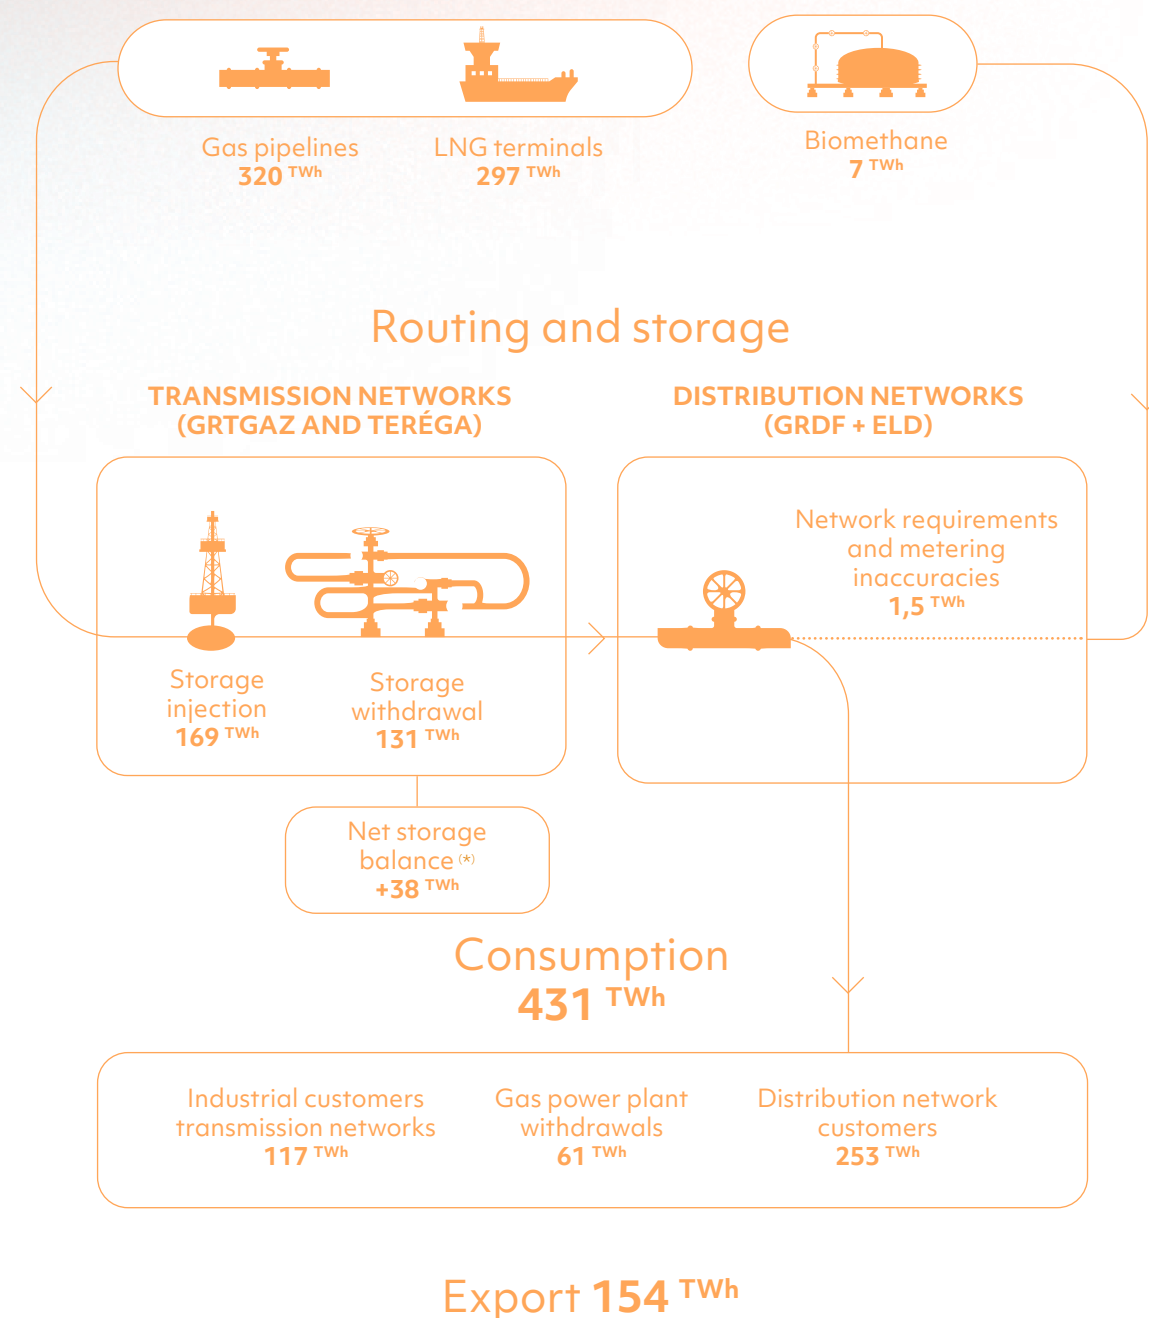 Gas pipelines
320 TWh
LNG terminals
297 TWh
Biomethane
7 TWh
Routing and storage
TRANSMISSION NETWORKS
(GRTGAZ AND TERÉGA)
DISTRIBUTION NETWORKS
(GRDF + ELD)
Network requirements
and metering
inaccuracies
1,5 TWh
Storage
injection
169 TWh
Storage
withdrawal
131 TWh
Net storage
balance (*)
+38 TWh
Consumption
431 TWh
Industrial customers
transmission networks
117 TWh
Gas power plant
withdrawals
61 TWh
Distribution network
customers
253 TWh
Export 154 TWh